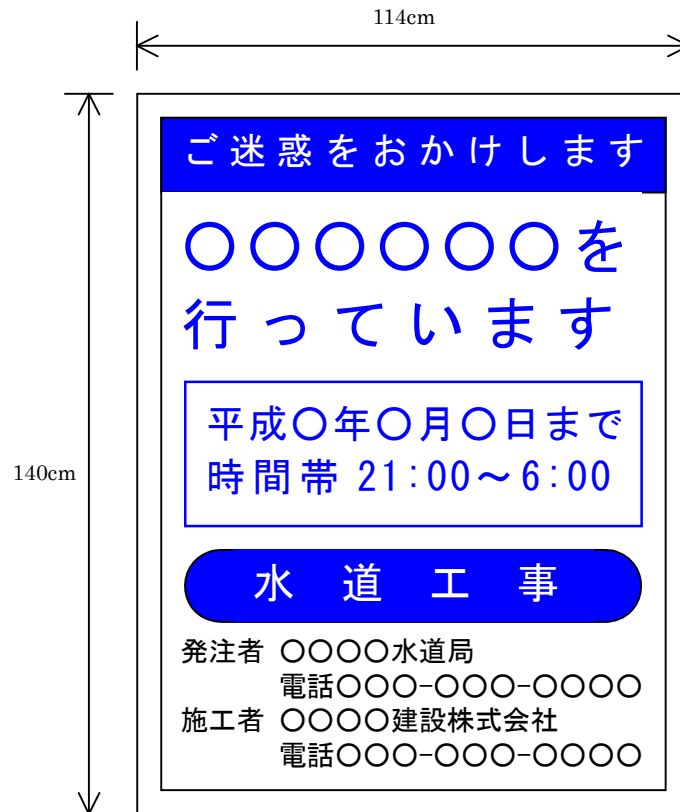 114cm
140cm
ご迷惑をおかけします
〇〇〇〇〇〇を
行っています
平成〇年〇月〇日まで
時間帯 21:00～6:00
水道工事
発注者 〇〇〇〇水道局
電話〇〇〇-〇〇〇-〇〇〇〇
施工者 〇〇〇〇建設株式会社
電話〇〇〇-〇〇〇-〇〇〇〇